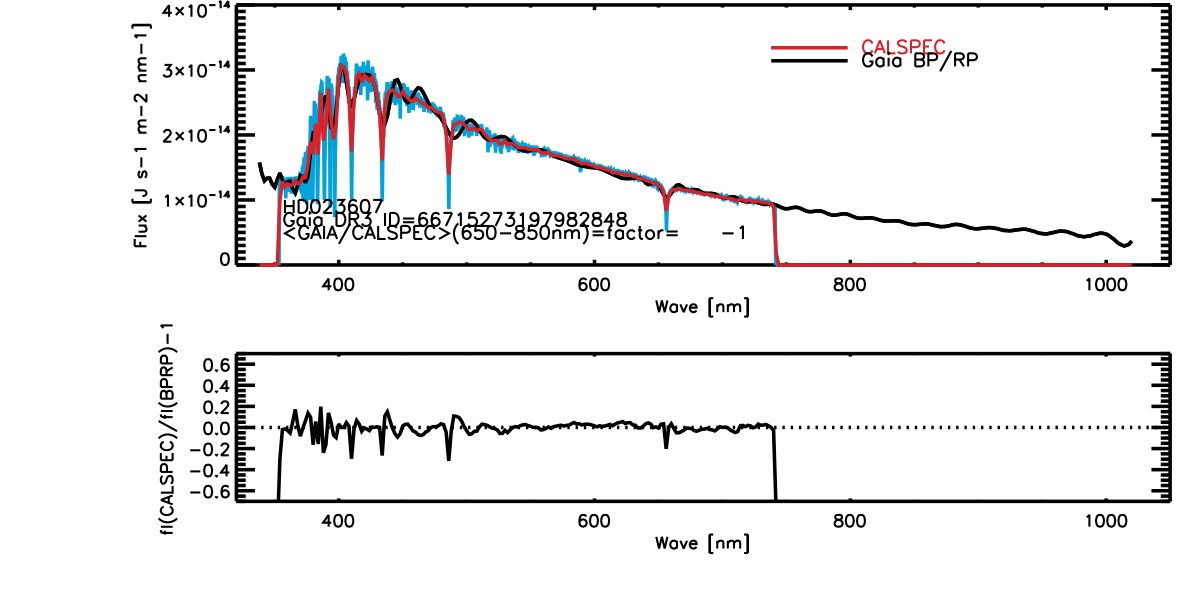 4×10−14
3×10−14
2×10−14
1×10−14
0
Flux [J s−1 m−2 nm−1]
CALSPEC
Gaia BP/RP
HD023607
Gaia DR3 ID=66715273197982848
<GAIA/CALSPEC>(650−850nm)=factor= −1
400 600 800 1000
Wave [nm]
fl(CALSPEC)/fl(BPRP)−1
0.6
0.4
0.2
0.0
−0.2
−0.4
−0.6
400 600 800 1000
Wave [nm]